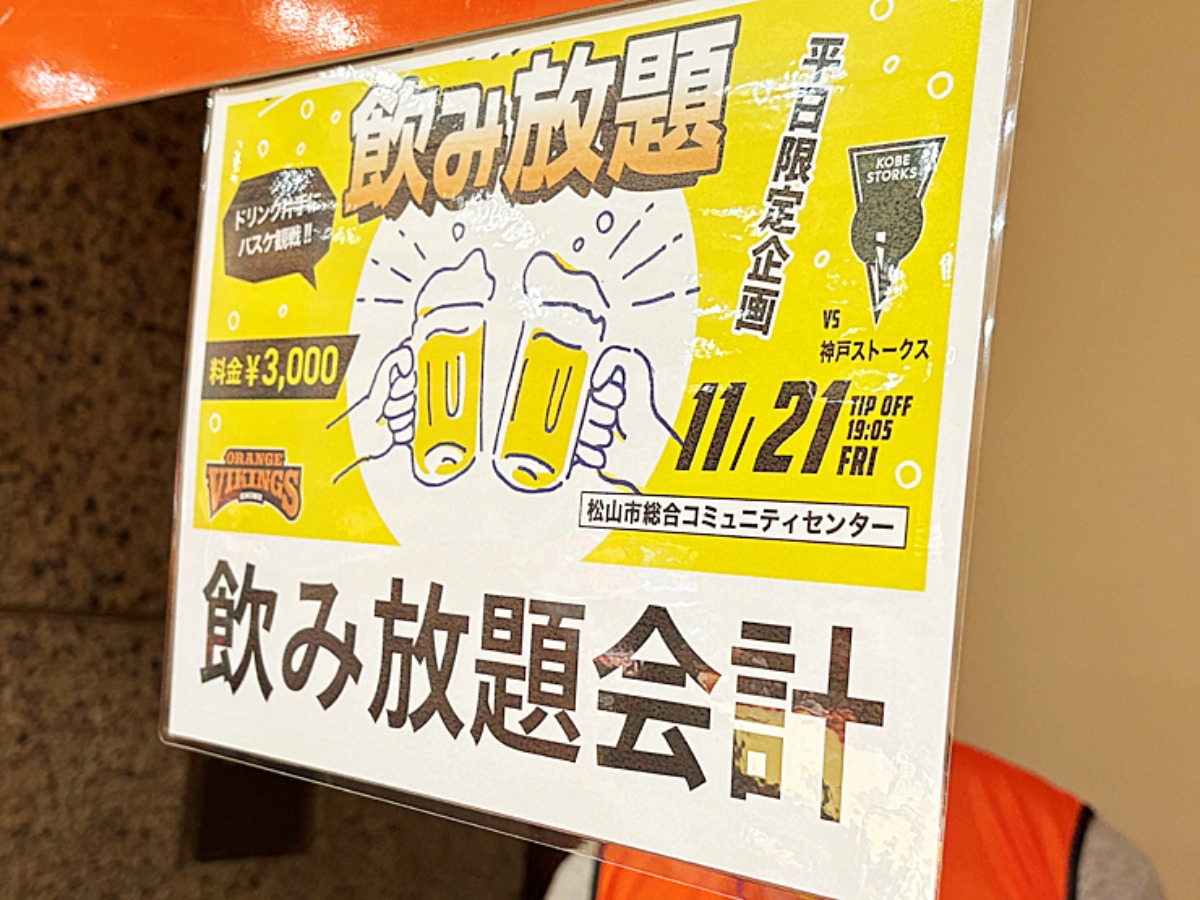 飲み放題
平日限定企画
ドリンク片手に
バスケ観戦!!
KOBE
STORKS
VS
神戸ストークス
料金¥3,000
11/21
TIP OFF
19:05
FRI
ORANGE
VIKINGS
EHIME
松山市総合コミュニティセンター
飲み放題会計